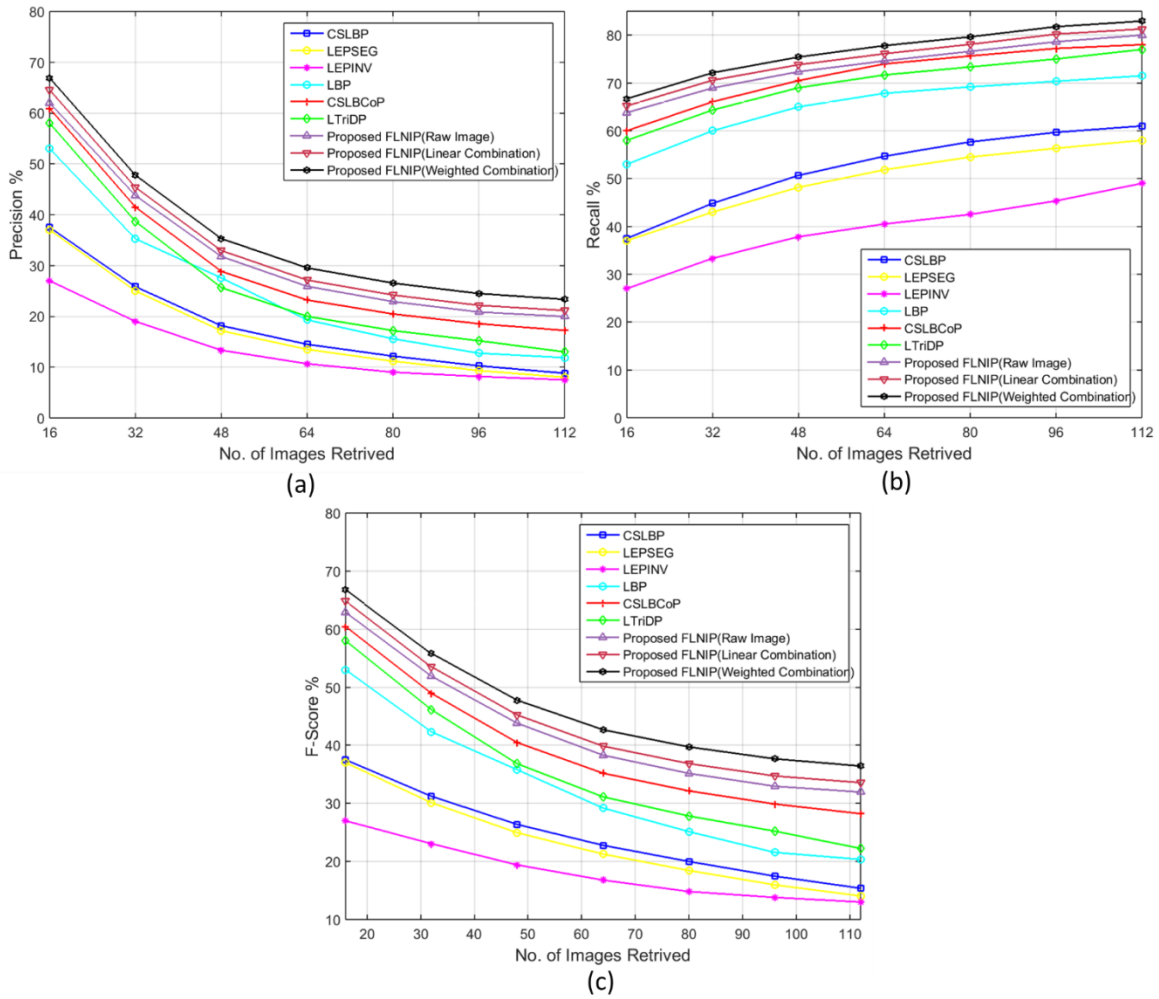 80
70
60
50
40
30
20
10
0
Precision %
CSLBP
LEPSEG
LEPINV
LBP
CSLBCoP
LTriDP
Proposed FLNIP(Raw Image)
Proposed FLNIP(Linear Combination)
Proposed FLNIP(Weighted Combination)
16 32 48 64 80 96 112
No. of Images Retrived
(a)
80
70
60
50
40
30
20
10
0
Recall %
CSLBP
LEPSEG
LEPINV
LBP
CSLBCoP
LTriDP
Proposed FLNIP(Raw Image)
Proposed FLNIP(Linear Combination)
Proposed FLNIP(Weighted Combination)
16 32 48 64 80 96 112
No. of Images Retrived
(b)
80
70
60
50
40
30
20
10
F-Score %
CSLBP
LEPSEG
LEPINV
LBP
CSLBCoP
LTriDP
Proposed FLNIP(Raw Image)
Proposed FLNIP(Linear Combination)
Proposed FLNIP(Weighted Combination)
20 30 40 50 60 70 80 90 100 110
No. of Images Retrived
(c)